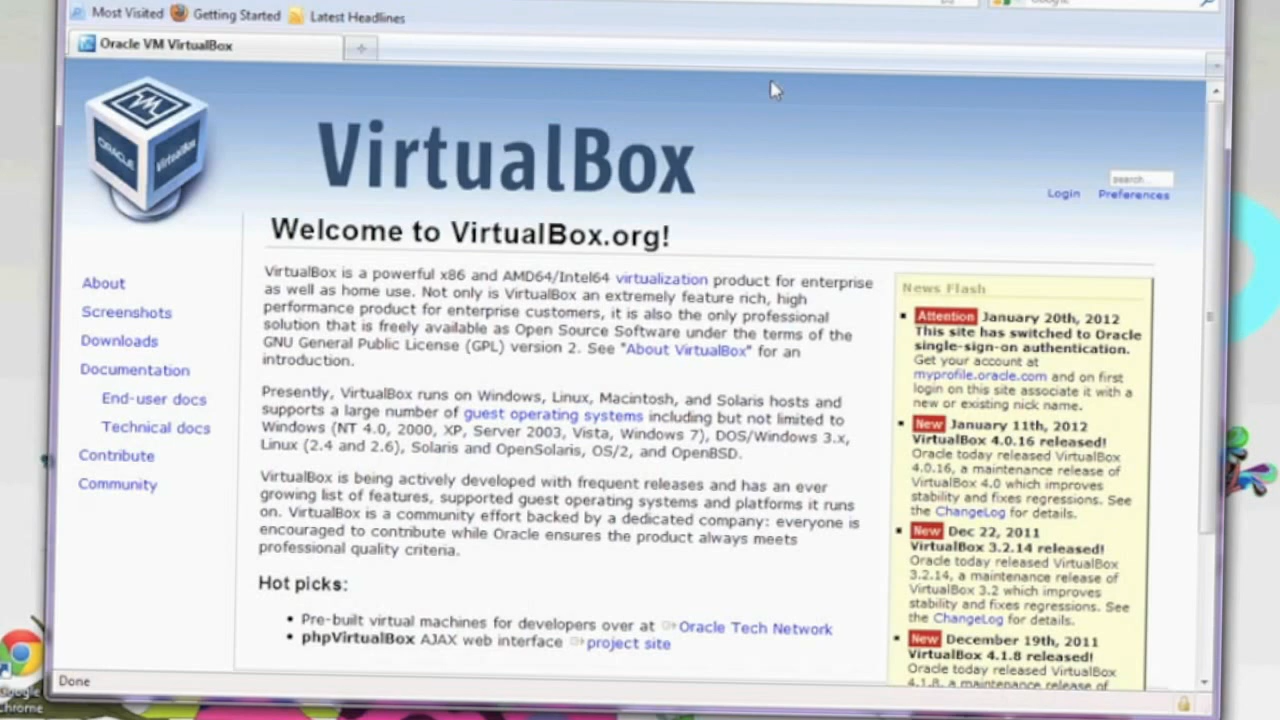 Most Visited Getting Started Latest Headlines
Oracle VM VirtualBox
ORACLE
VirtualBox
VirtualBox
search...
Login Preferences
Welcome to VirtualBox.org!
About
Screenshots
Downloads
Documentation
End-user docs
Technical docs
Contribute
Community
VirtualBox is a powerful x86 and AMD64/Intel64 virtualization product for enterprise
as well as home use. Not only is VirtualBox an extremely feature rich, high
performance product for enterprise customers, it is also the only professional
solution that is freely available as Open Source Software under the terms of the
GNU General Public License (GPL) version 2. See "About VirtualBox" for an
introduction.
Presently, VirtualBox runs on Windows, Linux, Macintosh, and Solaris hosts and
supports a large number of guest operating systems including but not limited to
Windows (NT 4.0, 2000, XP, Server 2003, Vista, Windows 7), DOS/Windows 3.x,
Linux (2.4 and 2.6), Solaris and OpenSolaris, OS/2, and OpenBSD.
VirtualBox is being actively developed with frequent releases and has an ever
growing list of features, supported guest operating systems and platforms it runs
on. VirtualBox is a community effort backed by a dedicated company: everyone is
encouraged to contribute while Oracle ensures the product always meets
professional quality criteria.
Hot picks:
Pre-built virtual machines for developers over at Oracle Tech Network
phpVirtualBox AJAX web interface project site
News Flash
Attention January 20th, 2012
This site has switched to Oracle
single-sign-on authentication.
Get your account at
myprofile.oracle.com and on first
login on this site associate it with a
new or existing nick name.
New January 11th, 2012
VirtualBox 4.0.16 released!
Oracle today released VirtualBox
4.0.16, a maintenance release of
VirtualBox 4.0 which improves
stability and fixes regressions. See
the ChangeLog for details.
New Dec 22, 2011
VirtualBox 3.2.14 released!
Oracle today released VirtualBox
3.2.14, a maintenance release of
VirtualBox 3.2 which improves
stability and fixes regressions. See
the ChangeLog for details.
New December 19th, 2011
VirtualBox 4.1.8 released!
Oracle today released VirtualBox
4.1.8, a maintenance release of
Done
Google
Chrome